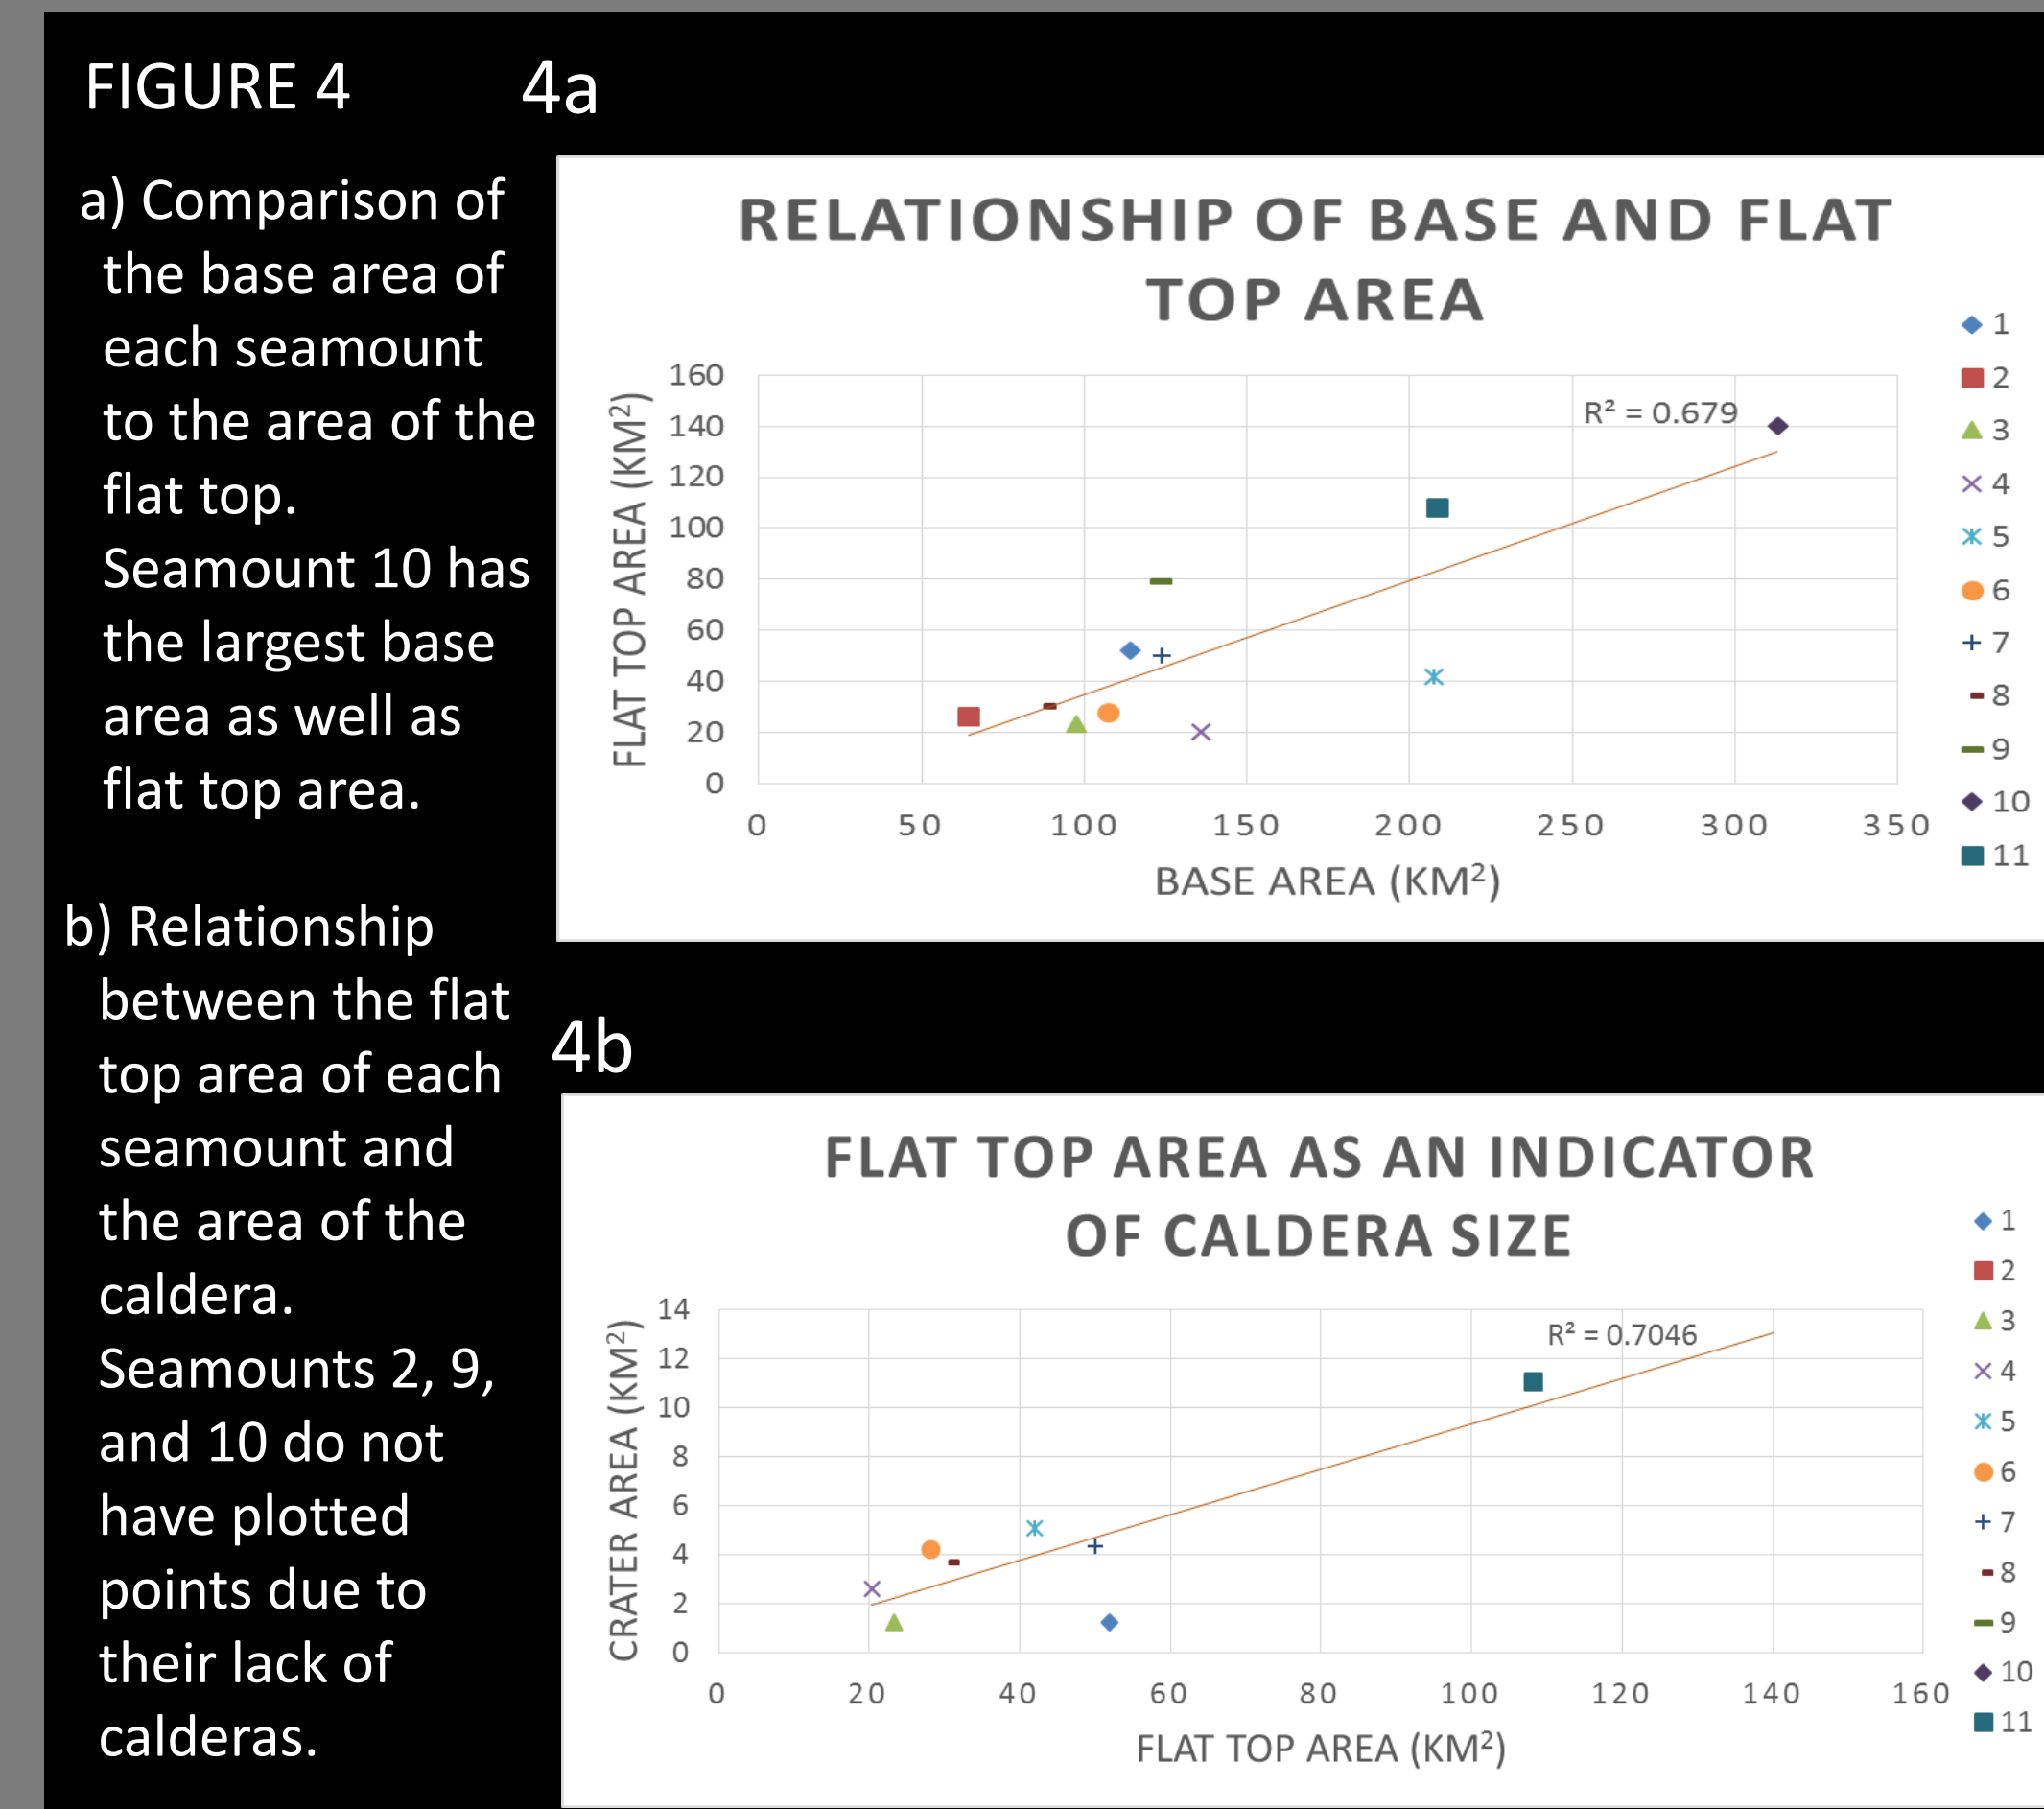 FIGURE 4
4a
a) Comparison of
the base area of
each seamount
to the area of the
flat top.
Seamount 10 has
the largest base
area as well as
flat top area.
b) Relationship
between the flat
top area of each
seamount and
the area of the
caldera.
Seamounts 2, 9,
and 10 do not
have plotted
points due to
their lack of
calderas.
RELATIONSHIP OF BASE AND FLAT
TOP AREA
FLAT TOP AREA (KM²)
160
140
120
100
80
60
40
20
0
R² = 0.679
0 50 100 150 200 250 300 350
BASE AREA (KM²)
1
2
3
4
5
6
7
8
9
10
11
4b
FLAT TOP AREA AS AN INDICATOR
OF CALDERA SIZE
CRATER AREA (KM²)
14
12
10
8
6
4
2
0
R² = 0.7046
0 20 40 60 80 100 120 140 160
FLAT TOP AREA (KM²)
1
2
3
4
5
6
7
8
9
10
11